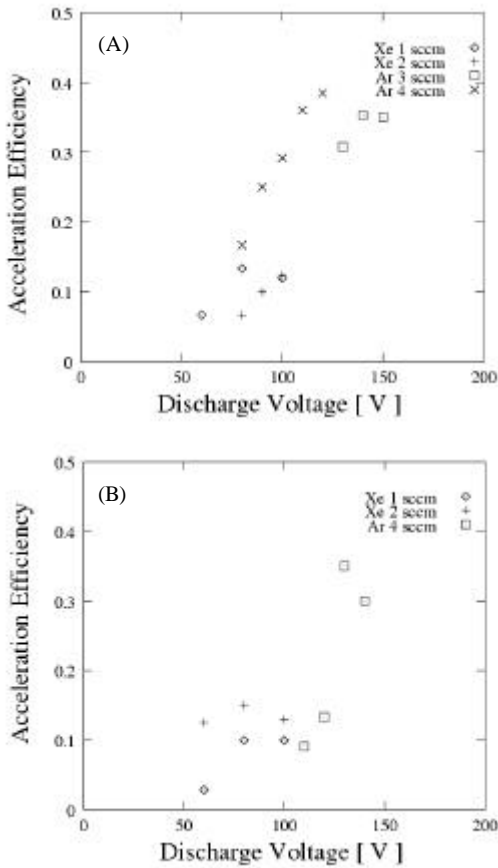 (A)
Xe 1 sccm
Xe 2 sccm
Ar 3 sccm
Ar 4 sccm
0.5
0.4
0.3
0.2
0.1
0
Acceleration Efficiency
0 50 100 150 200
Discharge Voltage [ V ]
(B)
Xe 1 sccm
Xe 2 sccm
Ar 4 sccm
0.5
0.4
0.3
0.2
0.1
0
Acceleration Efficiency
0 50 100 150 200
Discharge Voltage [ V ]